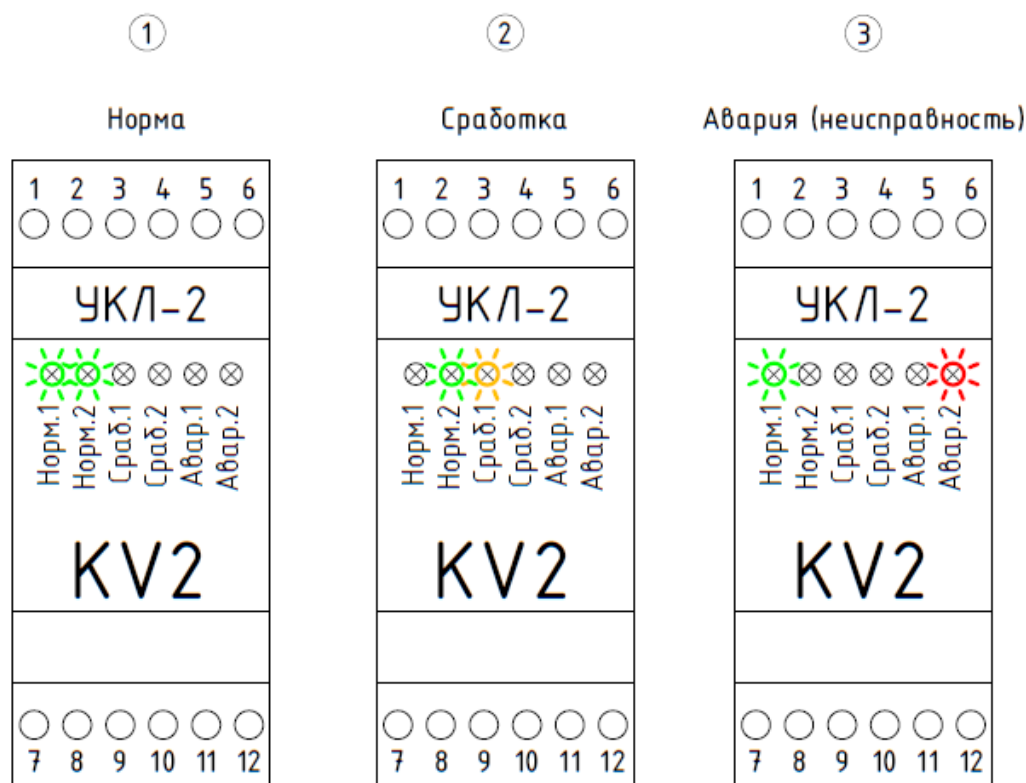 1 2 3
Норма Сработка Авария (неисправность)
1 2 3 4 5 6 1 2 3 4 5 6 1 2 3 4 5 6
УКЛ-2 УКЛ-2 УКЛ-2
Норм.1 Норм.2 Сраб.1 Сраб.2 Авар.1 Авар.2 Норм.1 Норм.2 Сраб.1 Сраб.2 Авар.1 Авар.2 Норм.1 Норм.2 Сраб.1 Сраб.2 Авар.1 Авар.2
KV2 KV2 KV2
7 8 9 10 11 12 7 8 9 10 11 12 7 8 9 10 11 12